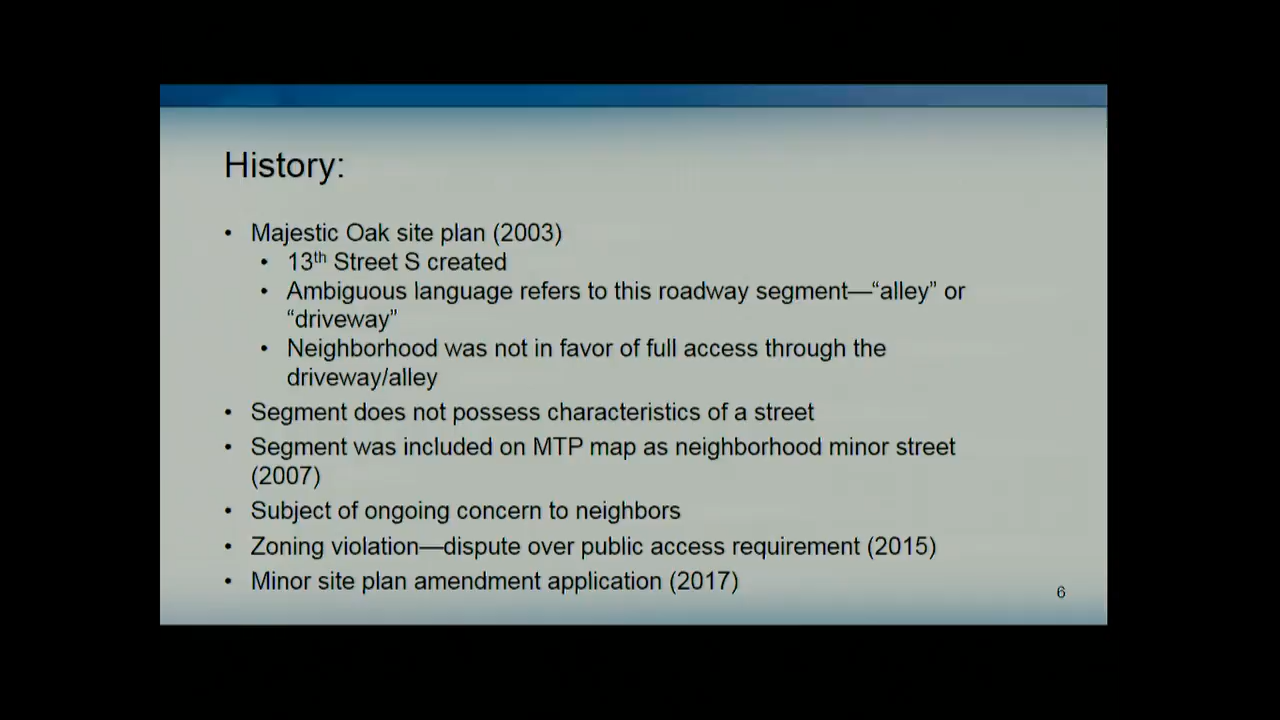 History:
• Majestic Oak site plan (2003)
• 13th Street S created
• Ambiguous language refers to this roadway segment—“alley” or
“driveway”
• Neighborhood was not in favor of full access through the
driveway/alley
• Segment does not possess characteristics of a street
• Segment was included on MTP map as neighborhood minor street
(2007)
• Subject of ongoing concern to neighbors
• Zoning violation—dispute over public access requirement (2015)
• Minor site plan amendment application (2017)
6